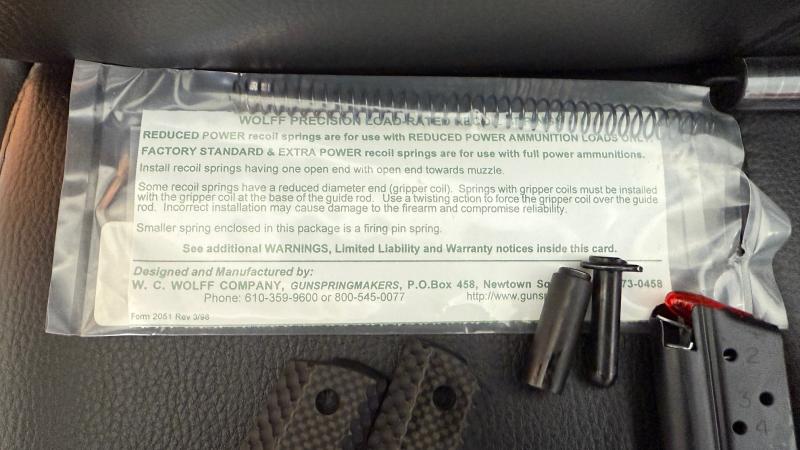 WOLFF PRECISION LOAD-RATED
REDUCED POWER recoil springs are for use with REDUCED POWER AMMUNITION LOADS ONLY.
FACTORY STANDARD & EXTRA POWER recoil springs are for use with full power ammunitions.
Install recoil springs having one open end with open end towards muzzle.
Some recoil springs have a reduced diameter end (gripper coil). Springs with gripper coils must be installed
with the gripper coil at the base of the guide rod. Use a twisting action to force the gripper coil over the guide
rod. Incorrect installation may cause damage to the firearm and compromise reliability.
Smaller spring enclosed in this package is a firing pin spring.
See additional WARNINGS, Limited Liability and Warranty notices inside this card.
Designed and Manufactured by:
W. C. WOLFF COMPANY, GUNSPRINGMAKERS, P.O.Box 458, Newtown Sq 73-0458
Phone: 610-359-9600 or 800-545-0077 http://www.guns
Form 2051 Rev 3/98
2
3
4